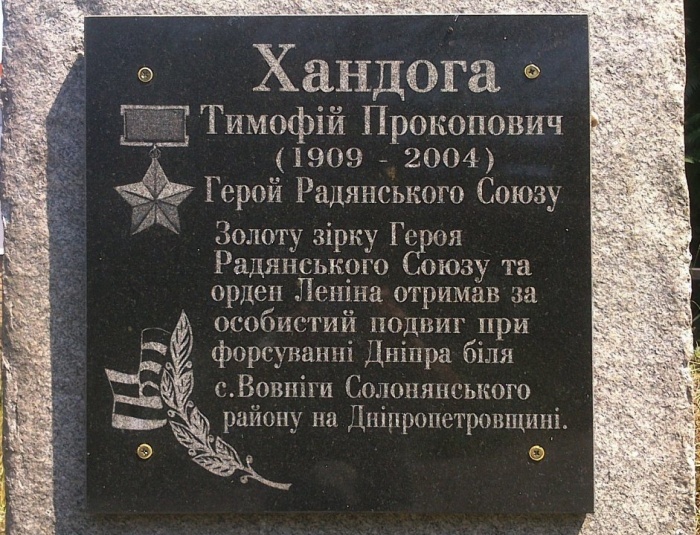 Хандога
Тимофій Прокопович
(1909 - 2004)
Герой Радянського Союзу
Золоту зірку Героя
Радянського Союзу та
орден Леніна отримав за
особистий подвиг при
форсуванні Дніпра біля
с.Вовніги Солонянського
району на Дніпропетровщині.